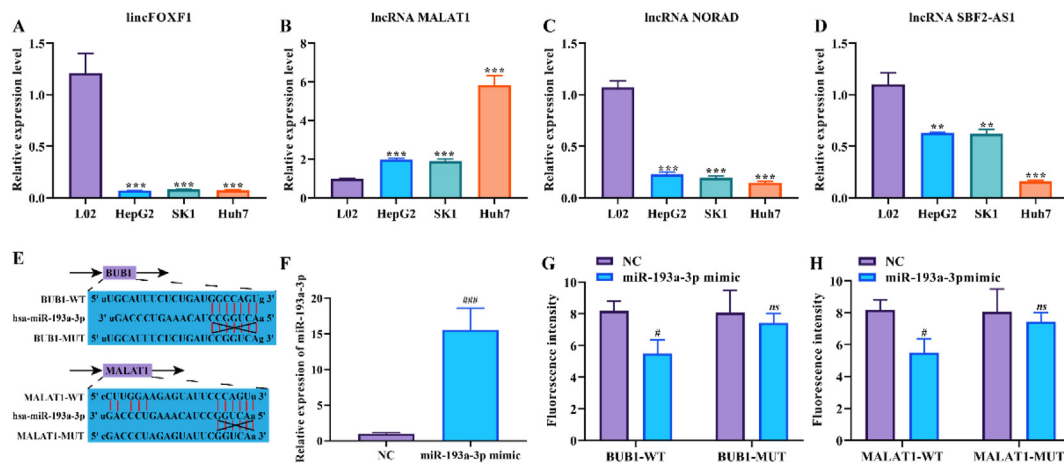 A
lincFOXF1
Relative expression level
1.5
1.0
0.5
0.0
***
***
***
L02
HepG2
SK1
Huh7
B
lncRNA MALAT1
Relative expression level
8
6
4
2
0
***
***
***
L02
HepG2
SK1
Huh7
C
lncRNA NORAD
Relative expression level
1.5
1.0
0.5
0.0
***
***
***
L02
HepG2
SK1
Huh7
D
lncRNA SBF2-AS1
Relative expression level
1.5
1.0
0.5
0.0
**
**
***
L02
HepG2
SK1
Huh7
E
BUB1
BUB1-WT 5' uUGCAUUUCUCUGAUGGCCAGUg 3'
hsa-miR-193a-3p 3' uGACCCUGAAACAUCCGGUCAa 5'
BUB1-MUT 5' uUGCAUUUCUCUGAUCCGGUCAg 3'
MALAT1
MALAT1-WT 5' cCUUGGAAGAGUAUUCCCAGUu 3'
hsa-miR-193a-3p 3' uGACCCUGAAACAUCCGGUCAa 5'
MALAT1-MUT 5' cGACCCUAGAGUAUUCGGUCAa 3'
F
Relative expression of miR-193a-3p
20
15
10
5
0
###
NC
miR-193a-3p mimic
G
NC
miR-193a-3p mimic
Fluorescence intensity
10
8
6
4
2
0
#
ns
BUB1-WT
BUB1-MUT
H
NC
miR-193a-3pmimic
Fluorescence intensity
10
8
6
4
2
0
#
ns
MALAT1-WT
MALAT1-MUT